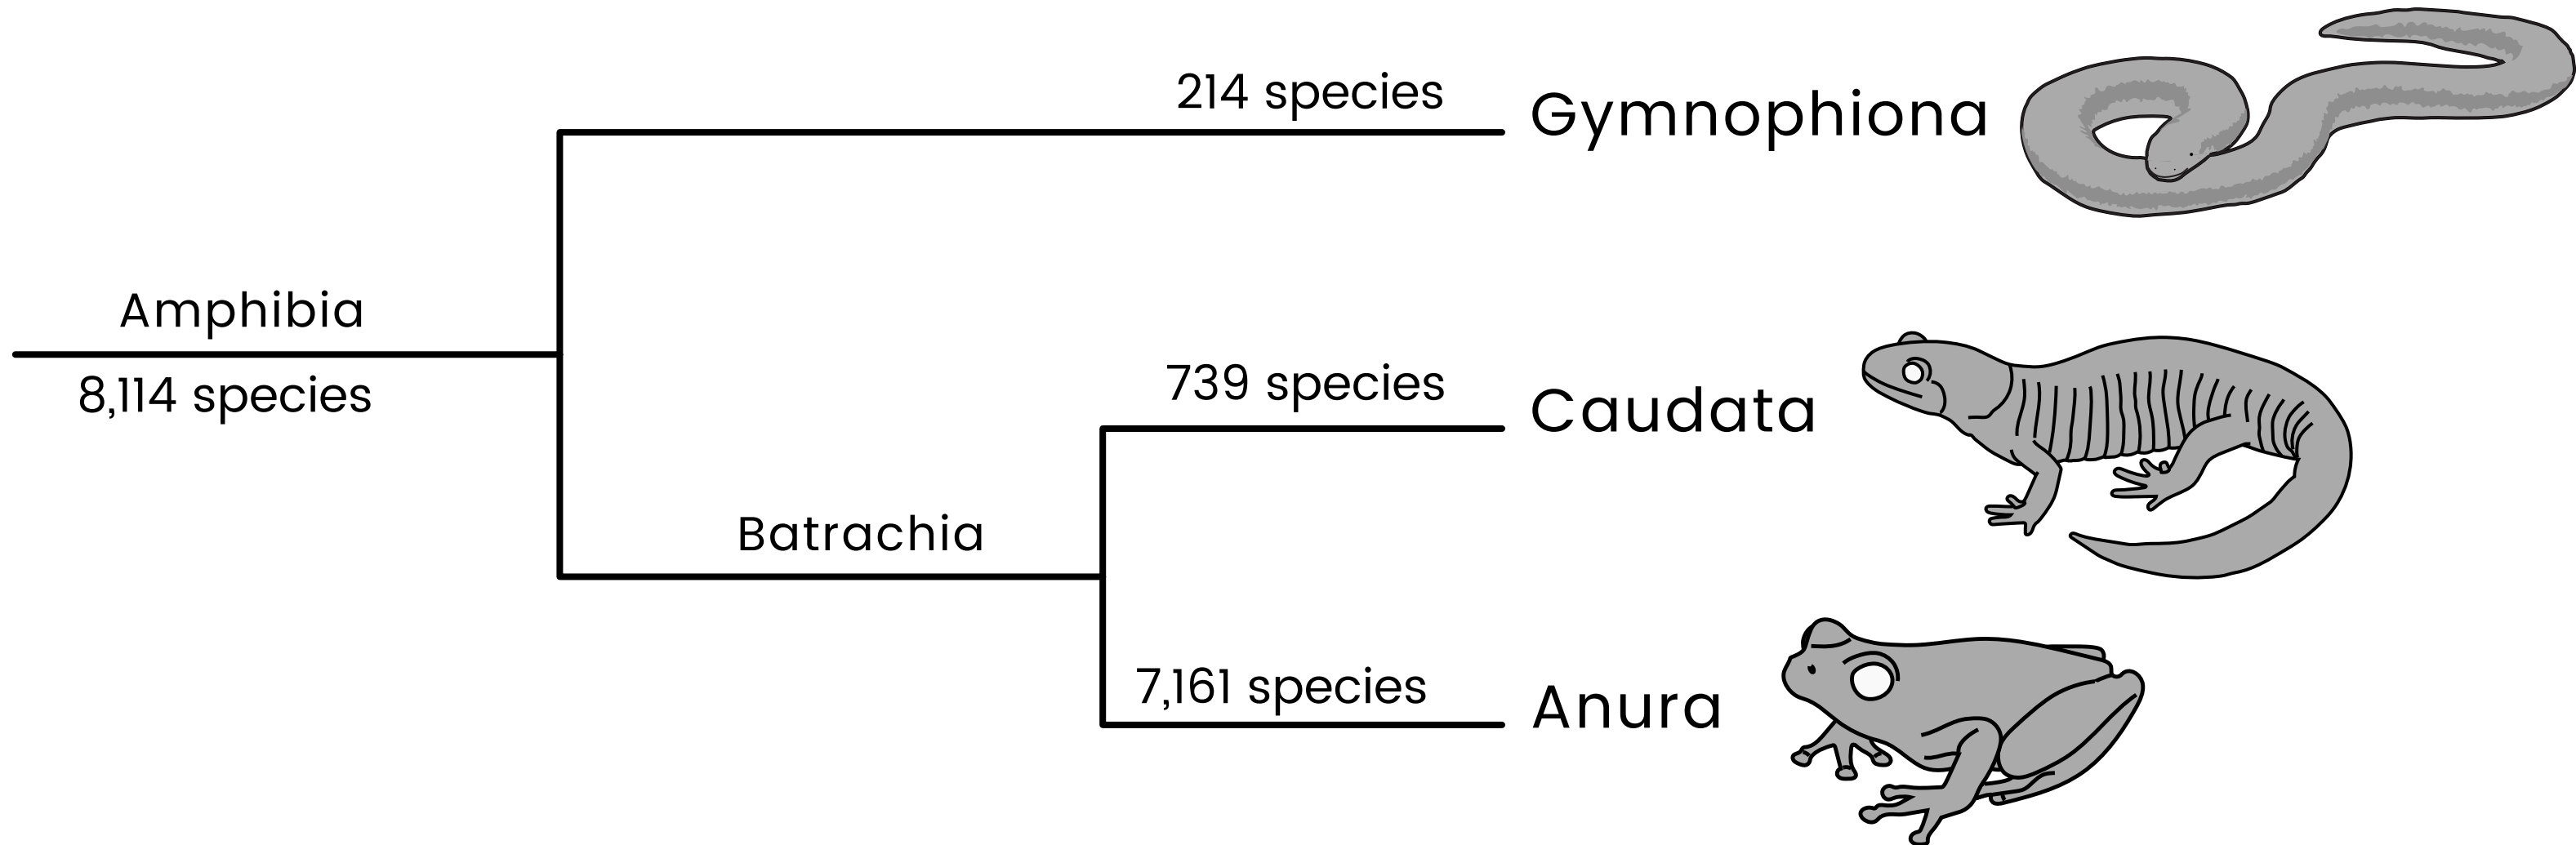 214 species
Gymnophiona
Amphibia
8,114 species
739 species
Caudata
Batrachia
7,161 species
Anura